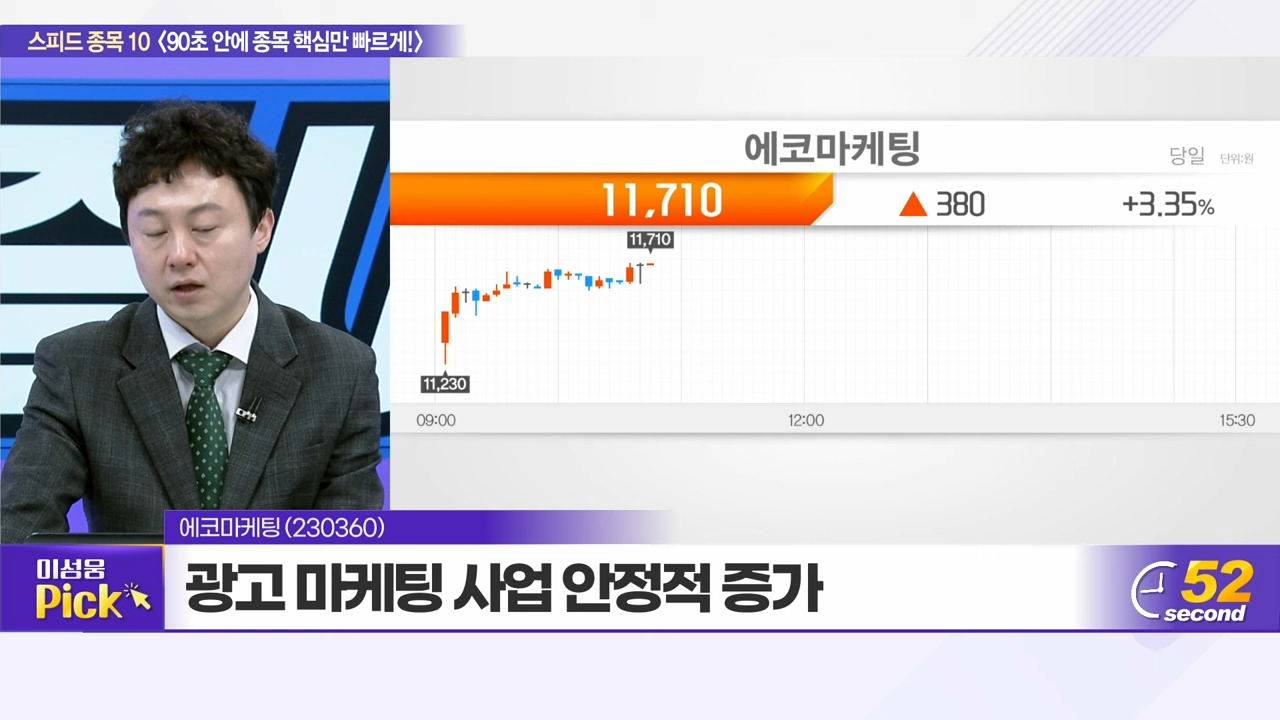 스피드 종목 10 <90초 안에 종목 핵심만 빠르게!>
에코마케팅
당일 단위:원
11,710 ▲ 380 +3.35%
11,710
11,230
09:00 12:00 15:30
에코마케팅(230360)
이성웅
Pick
광고 마케팅 사업 안정적 증가
52
second